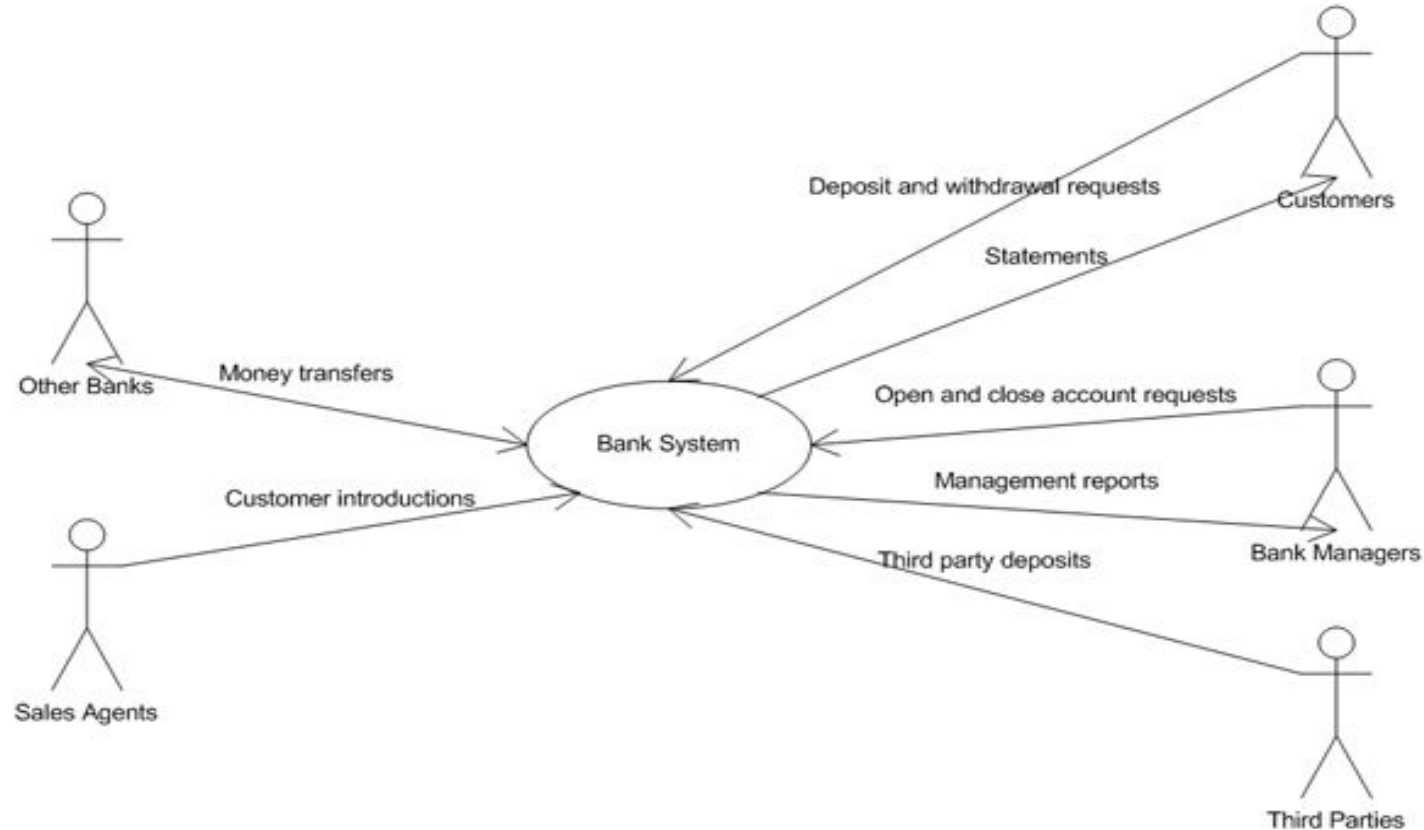 Deposit and withdrawal requests
Customers
Statements
Other Banks
Money transfers
Open and close account requests
Bank System
Management reports
Customer introductions
Bank Managers
Third party deposits
Sales Agents
Third Parties